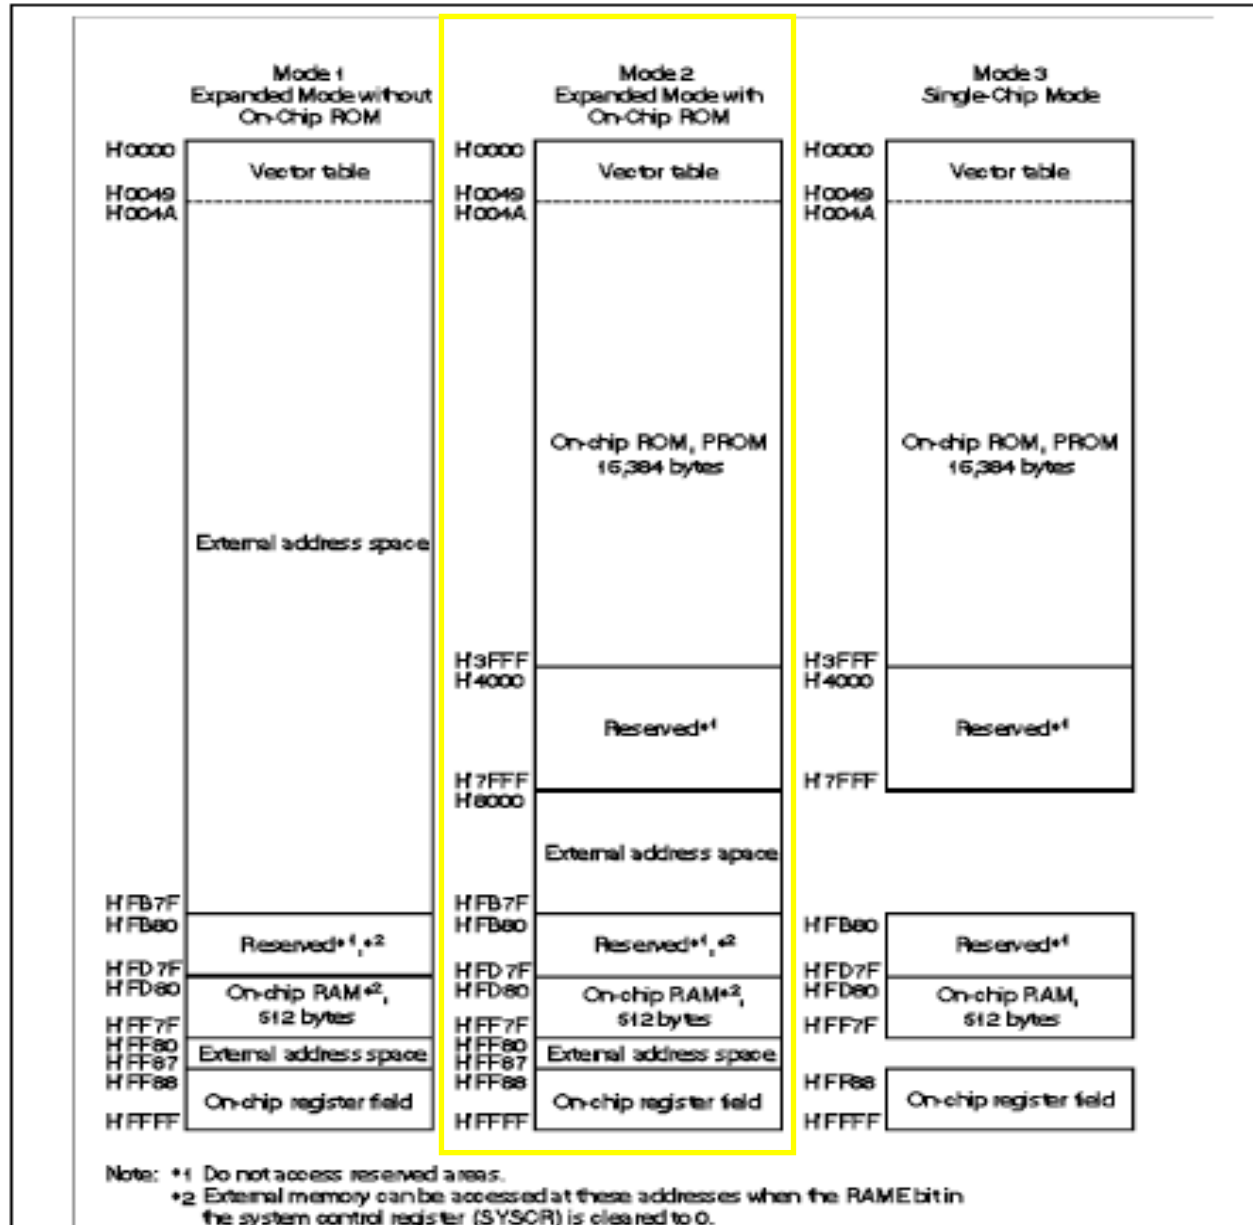 Mode 1
Expanded Mode without
On-Chip ROM
H'0000
Vector table
H'0049
H'004A
External address space
H'FB7F
H'FB80
Reserved*1,*2
H'FD7F
H'FD80
On-chip RAM*2,
512 bytes
H'FF7F
H'FF80
External address space
H'FF87
H'FF88
On-chip register field
H'FFFF
Mode 2
Expanded Mode with
On-Chip ROM
H'0000
Vector table
H'0049
H'004A
On-chip ROM, PROM
16,384 bytes
H'3FFF
H'4000
Reserved*1
H'7FFF
H'8000
External address apace
H'FB7F
H'FB80
Reserved*1,*2
H'FD7F
H'FD80
On-chip RAM*2,
512 bytes
H'FF7F
H'FF80
External address space
H'FF87
H'FF88
On-chip register field
H'FFFF
Mode 3
Single-Chip Mode
H'0000
Vector table
H'0049
H'004A
On-chip ROM, PROM
16,384 bytes
H'3FFF
H'4000
Reserved*1
H'7FFF
H'FB80
Reserved*1
H'FD7F
H'FD80
On-chip RAM,
512 bytes
H'FF7F
H'FF88
On-chip register field
H'FFFF
Note: *1 Do not access reserved areas.
*2 External memory can be accessed at these addresses when the RAME bit in
the system control register (SYSCR) is cleared to 0.